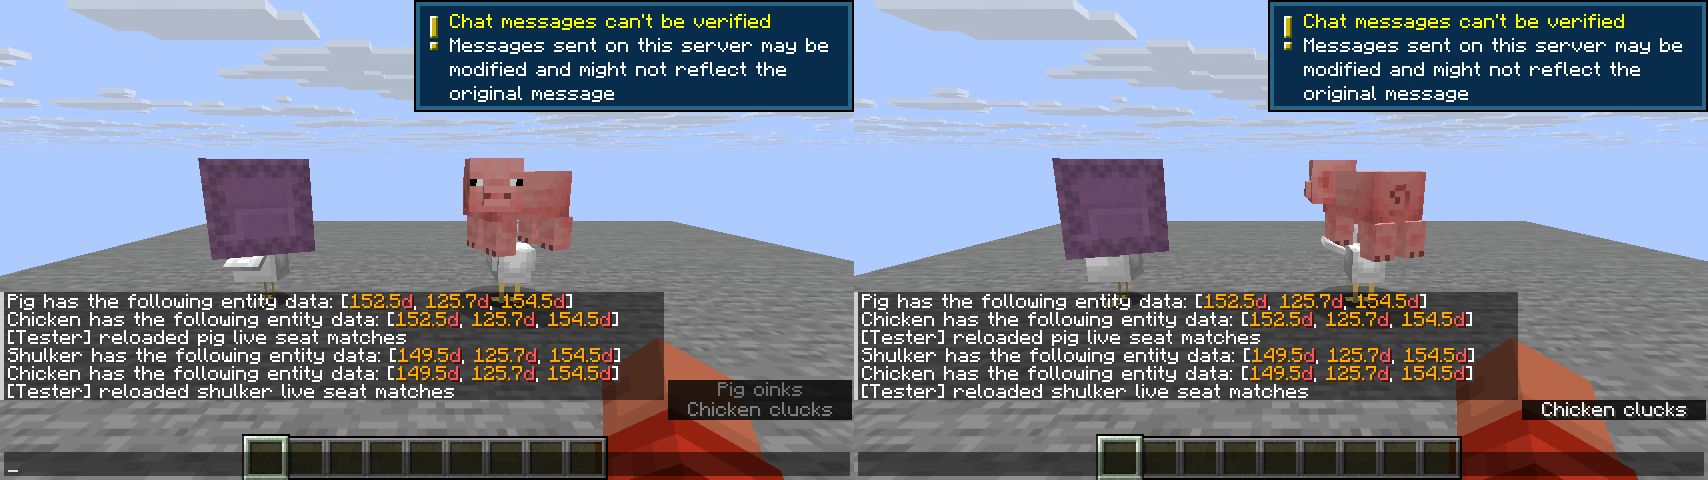 Chat messages can't be verified
Messages sent on this server may be
modified and might not reflect the
original message
Pig has the following entity data: [152.5d, 125.7d, 154.5d]
Chicken has the following entity data: [152.5d, 125.7d, 154.5d]
[Tester] reloaded pig live seat matches
Shulker has the following entity data: [149.5d, 125.7d, 154.5d]
Chicken has the following entity data: [149.5d, 125.7d, 154.5d]
[Tester] reloaded shulker live seat matches
Pig oinks
Chicken clucks
_
Chat messages can't be verified
Messages sent on this server may be
modified and might not reflect the
original message
Pig has the following entity data: [152.5d, 125.7d, 154.5d]
Chicken has the following entity data: [152.5d, 125.7d, 154.5d]
[Tester] reloaded pig live seat matches
Shulker has the following entity data: [149.5d, 125.7d, 154.5d]
Chicken has the following entity data: [149.5d, 125.7d, 154.5d]
[Tester] reloaded shulker live seat matches
Chicken clucks